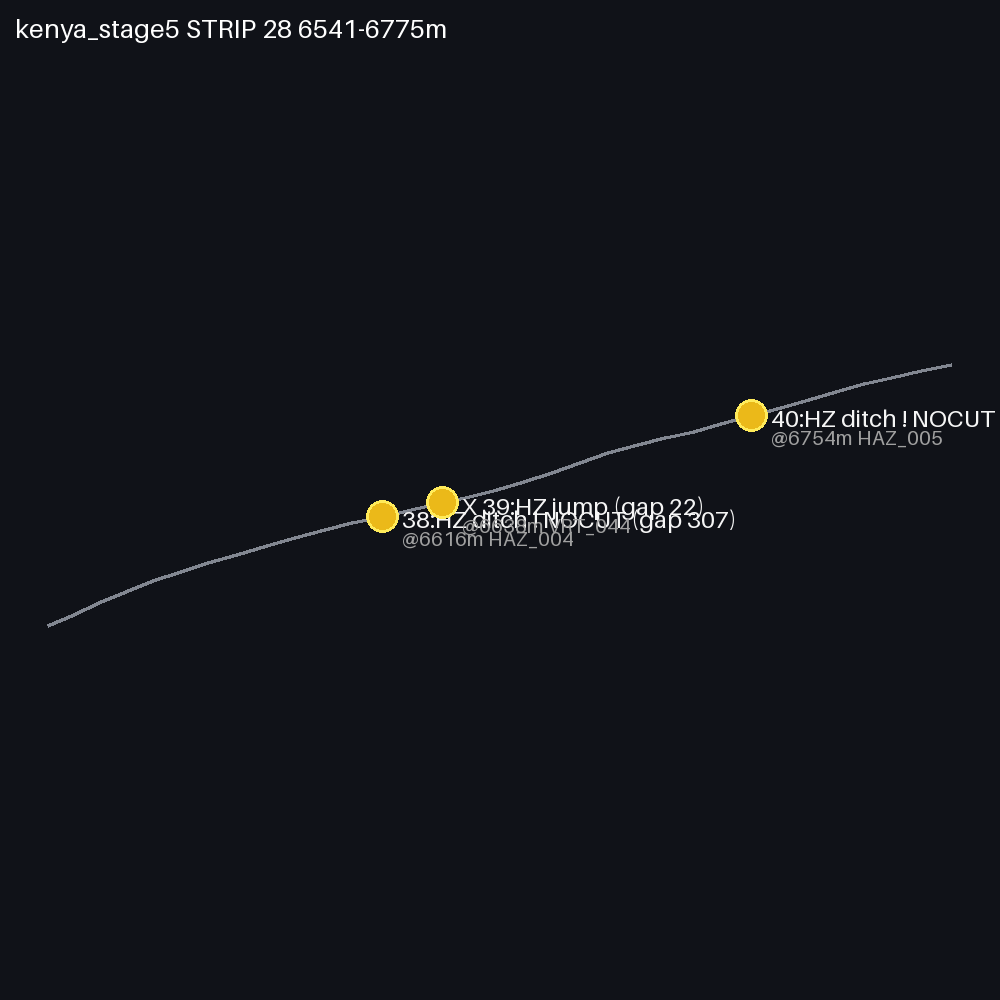 kenya_stage5 STRIP 28 6541-6775m
40:HZ ditch ! NOCUT
@6754m HAZ_005
X 39:HZ jump (gap 22)
38:HZ ditch ! NOCUT (gap 307)
@6616m HAZ_004